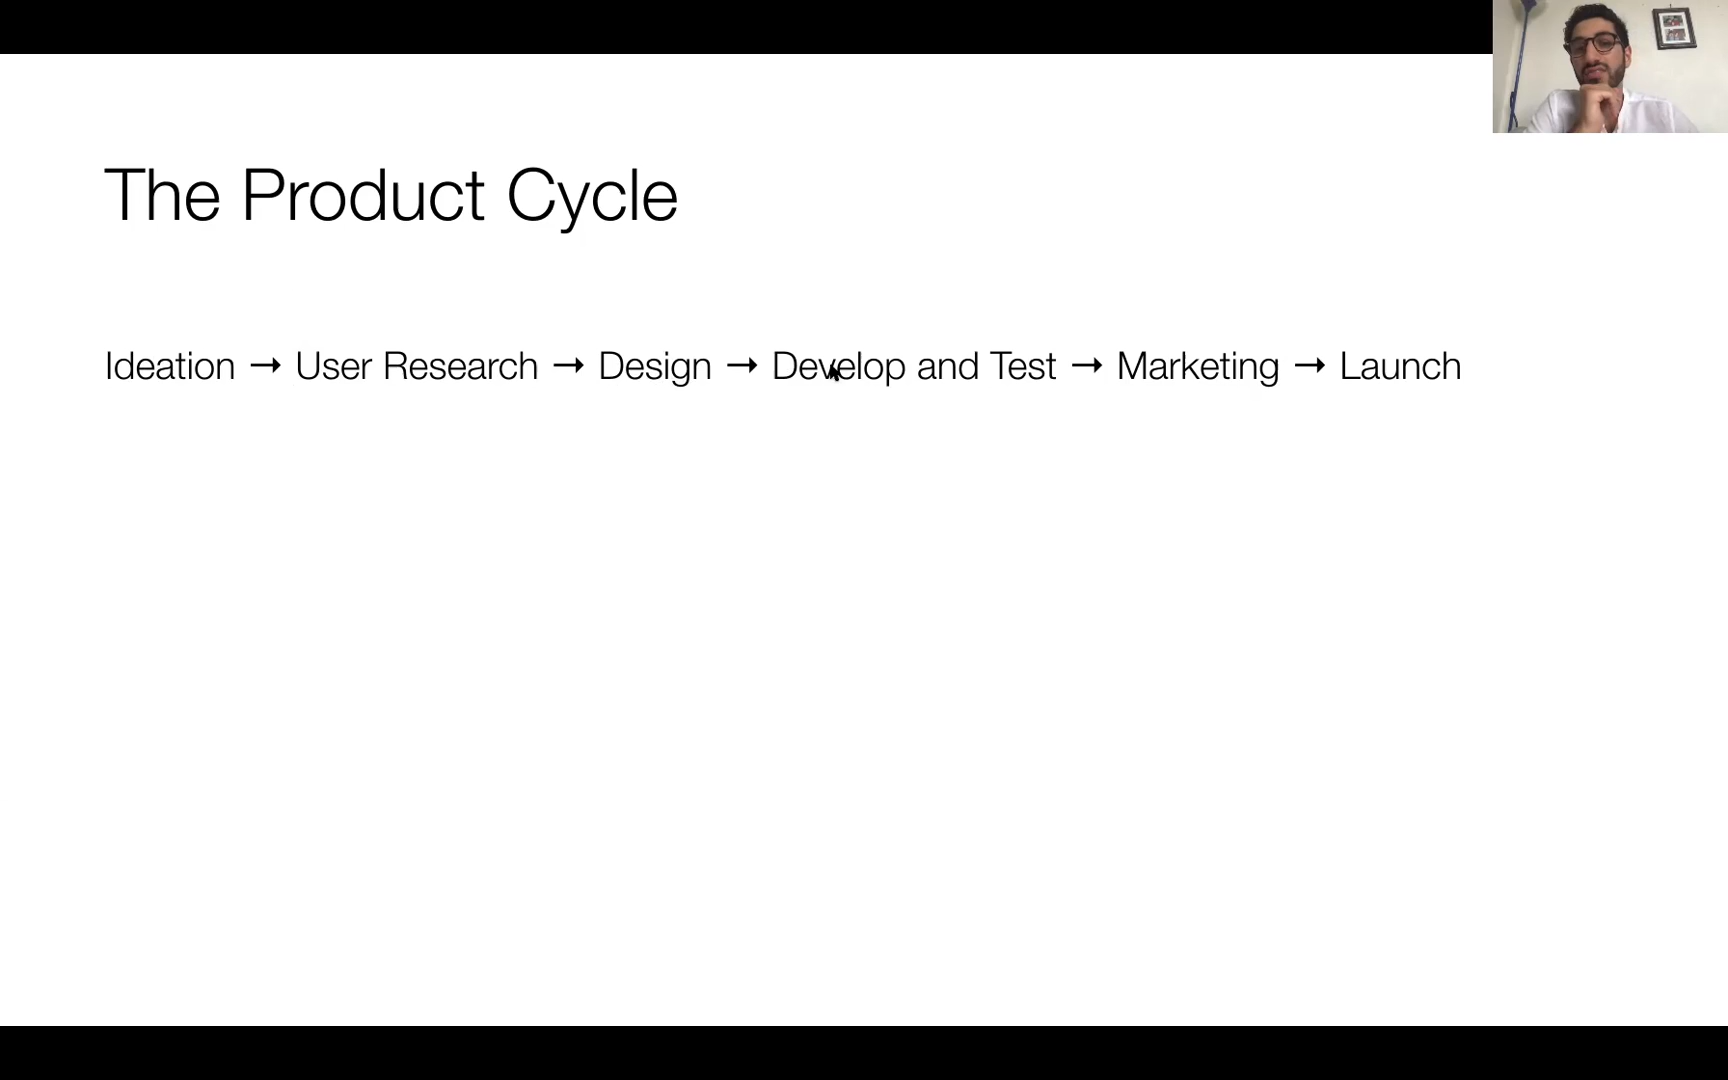 The Product Cycle
Ideation → User Research → Design → Develop and Test → Marketing → Launch